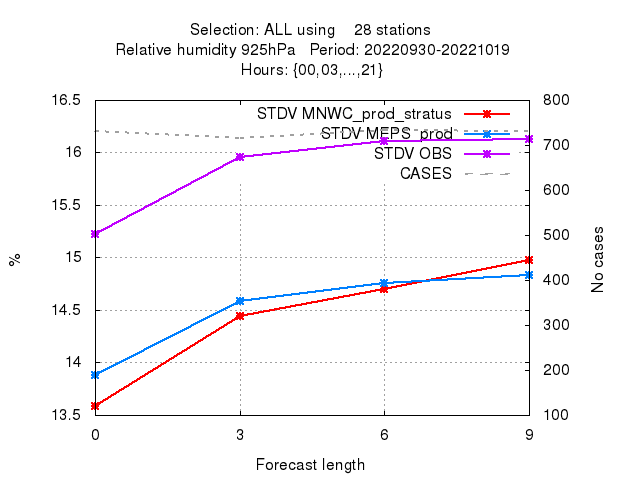 Selection: ALL using    28 stations
Relative humidity 925hPa   Period: 20220930-20221019
Hours: {00,03,...,21}
STDV MNWC_prod_stratus
STDV MEPS_prod
STDV OBS
CASES
16.5
16
15.5
15
14.5
14
13.5
%
800
700
600
500
400
300
200
100
No cases
0 3 6 9
Forecast length